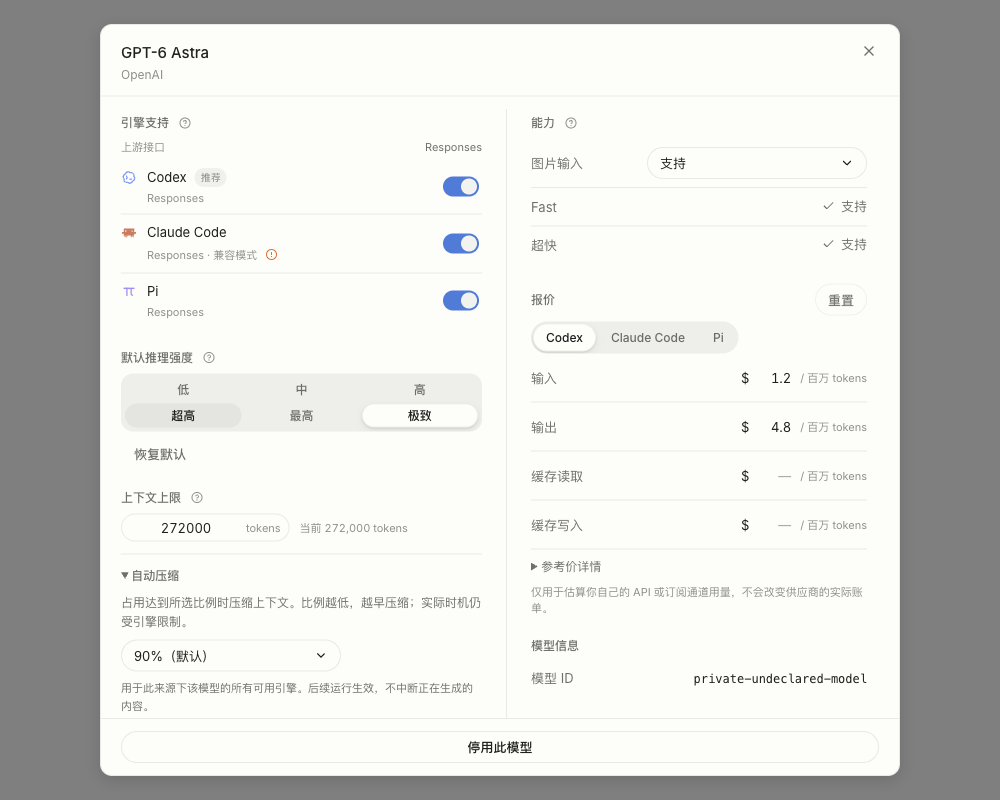 GPT-6 Astra
OpenAI
引擎支持
上游接口 Responses
Codex 推荐
Responses
Claude Code
Responses · 兼容模式
Pi
Responses
默认推理强度
低 中 高
超高 最高 极致
恢复默认
上下文上限
272000 tokens 当前 272,000 tokens
自动压缩
占用达到所选比例时压缩上下文。比例越低，越早压缩；实际时机仍
受引擎限制。
90%（默认）
用于此来源下该模型的所有可用引擎。后续运行生效，不中断正在生成的
内容。
能力
图片输入 支持
Fast 支持
超快 支持
报价 重置
Codex Claude Code Pi
输入 $ 1.2 / 百万 tokens
输出 $ 4.8 / 百万 tokens
缓存读取 $ — / 百万 tokens
缓存写入 $ — / 百万 tokens
参考价详情
仅用于估算你自己的 API 或订阅通道用量，不会改变供应商的实际账
单。
模型信息
模型 ID private-undeclared-model
停用此模型